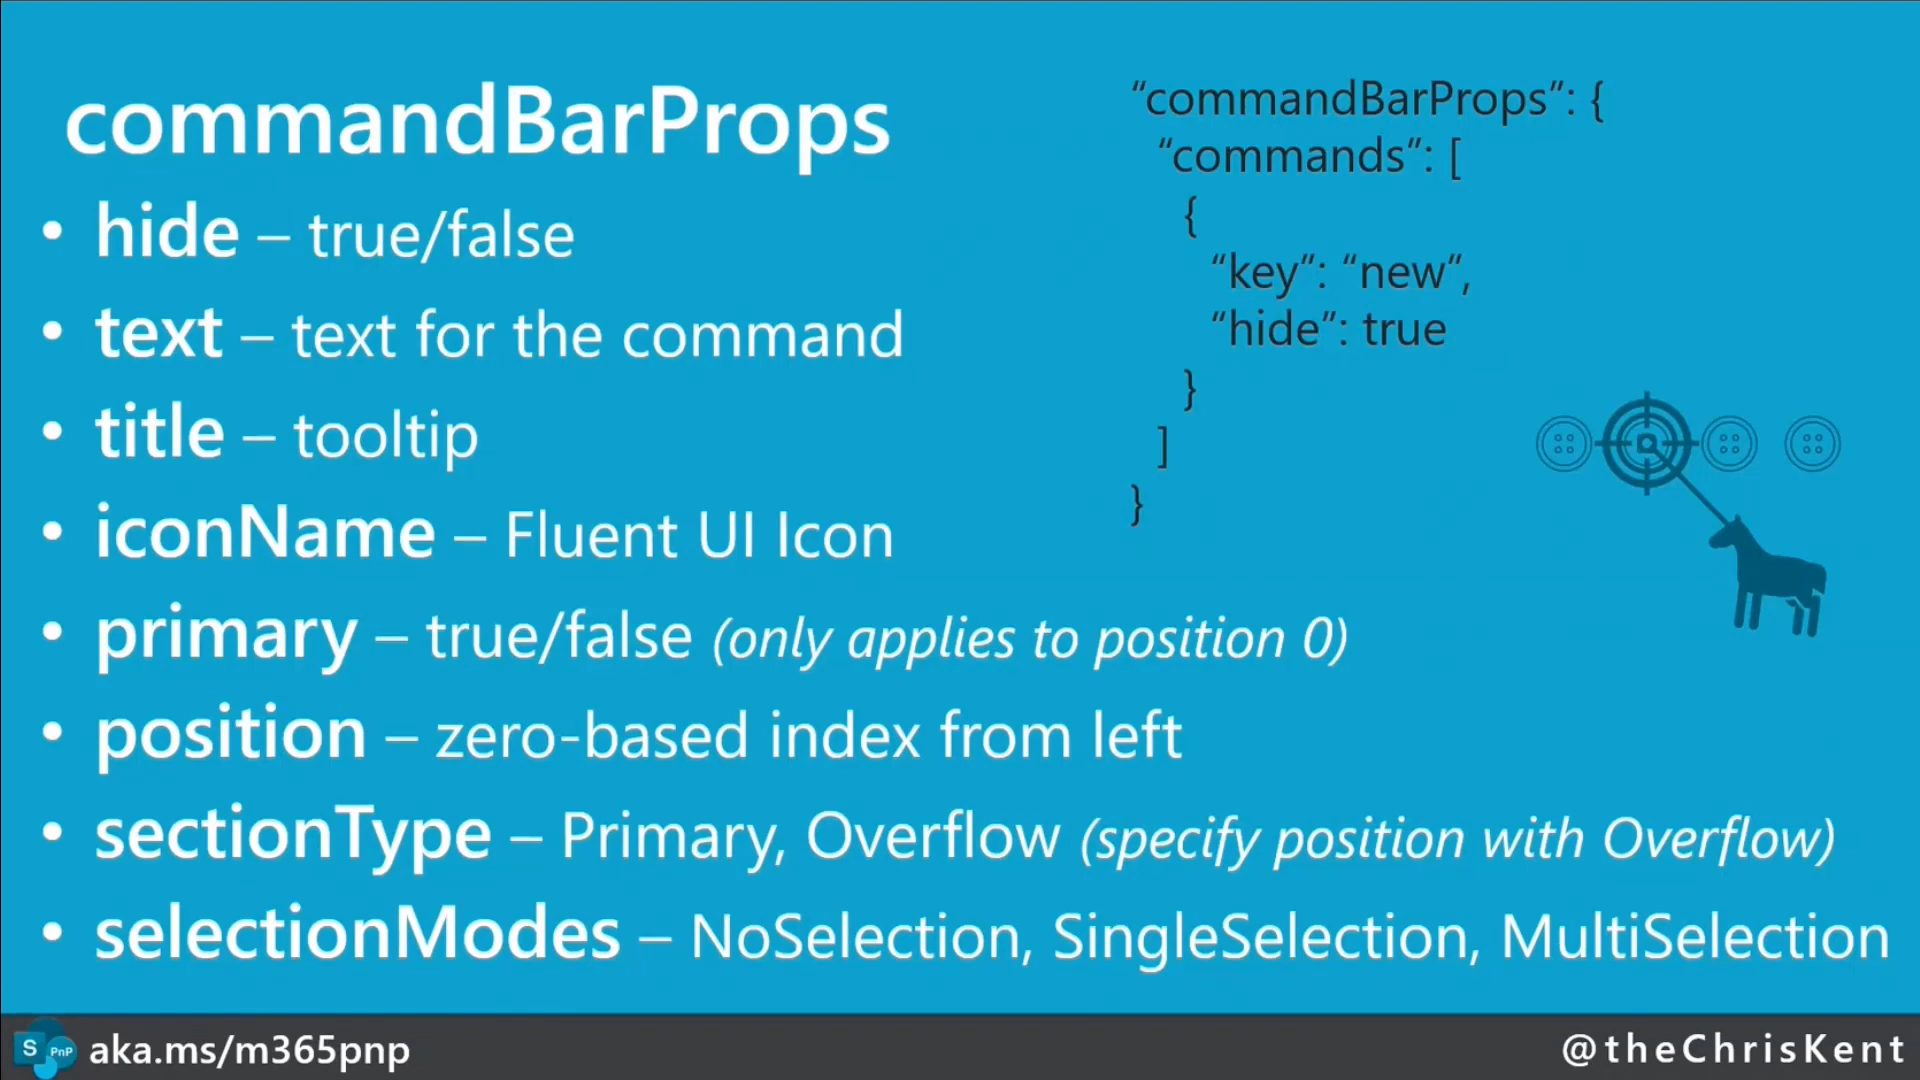 commandBarProps
• hide – true/false
• text – text for the command
• title – tooltip
• iconName – Fluent UI Icon
• primary – true/false (only applies to position 0)
• position – zero-based index from left
• sectionType – Primary, Overflow (specify position with Overflow)
• selectionModes – NoSelection, SingleSelection, MultiSelection
“commandBarProps”: {
“commands”: [
{
“key”: “new”,
“hide”: true
}
]
}
S PnP aka.ms/m365pnp
@theChrisKent